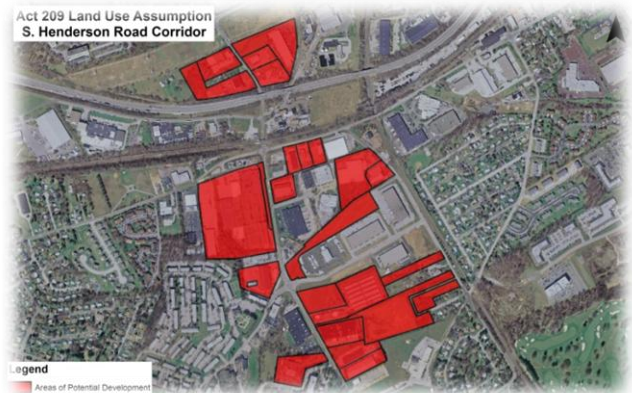 Act 209 Land Use Assumption
S. Henderson Road Corridor
Legend
Areas of Potential Development